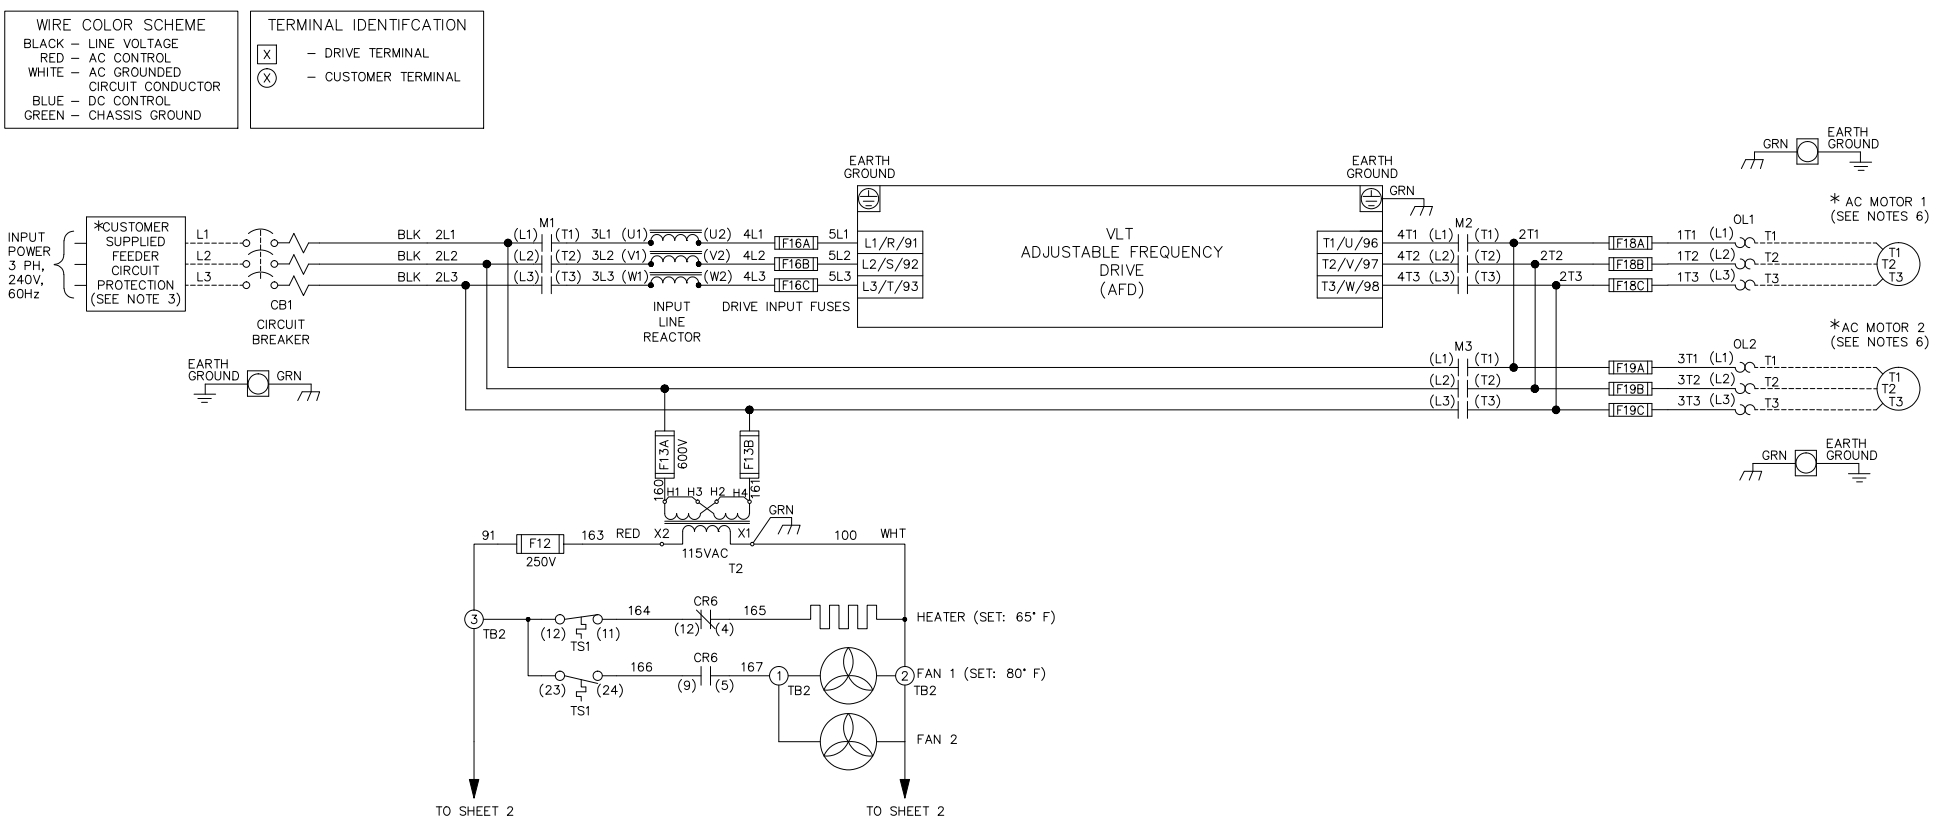 WIRE COLOR SCHEME
BLACK – LINE VOLTAGE
RED – AC CONTROL
WHITE – AC GROUNDED
CIRCUIT CONDUCTOR
BLUE – DC CONTROL
GREEN – CHASSIS GROUND
TERMINAL IDENTIFCATION
X – DRIVE TERMINAL
X – CUSTOMER TERMINAL
INPUT
POWER
3 PH,
240V,
60Hz
*CUSTOMER
SUPPLIED
FEEDER
CIRCUIT
PROTECTION
(SEE NOTE 3)
L1
L2
L3
CB1
CIRCUIT
BREAKER
EARTH
GROUND
GRN
BLK 2L1
BLK 2L2
BLK 2L3
M1
(L1) (T1) 3L1 (U1) (U2) 4L1 F16A 5L1
(L2) (T2) 3L2 (V1) (V2) 4L2 F16B 5L2
(L3) (T3) 3L3 (W1) (W2) 4L3 F16C 5L3
INPUT
LINE
REACTOR
DRIVE INPUT FUSES
EARTH
GROUND
L1/R/91
L2/S/92
L3/T/93
VLT
ADJUSTABLE FREQUENCY
DRIVE
(AFD)
EARTH
GROUND
GRN
T1/U/96
T2/V/97
T3/W/98
M2
4T1 (L1) (T1) 2T1 F18A 1T1 (L1) T1
4T2 (L2) (T2) 2T2 F18B 1T2 (L2) T2
4T3 (L3) (T3) 2T3 F18C 1T3 (L3) T3
OL1
GRN
EARTH
GROUND
* AC MOTOR 1
(SEE NOTES 6)
T1
T2
T3
M3
(L1) (T1) F19A 3T1 (L1) T1
(L2) (T2) F19B 3T2 (L2) T2
(L3) (T3) F19C 3T3 (L3) T3
OL2
*AC MOTOR 2
(SEE NOTES 6)
T1
T2
T3
GRN
EARTH
GROUND
F13A
600V
F13B
160
161
H1 H3 H2 H4
GRN
91 F12 163 RED X2 X1 100 WHT
250V
115VAC
T2
3
TB2
(12) (11)
TS1
164
CR6
(12) (4)
165
HEATER (SET: 65° F)
(23) (24)
TS1
166
CR6
(9) (5)
167
1
TB2
2
TB2
FAN 1 (SET: 80° F)
FAN 2
TO SHEET 2
TO SHEET 2